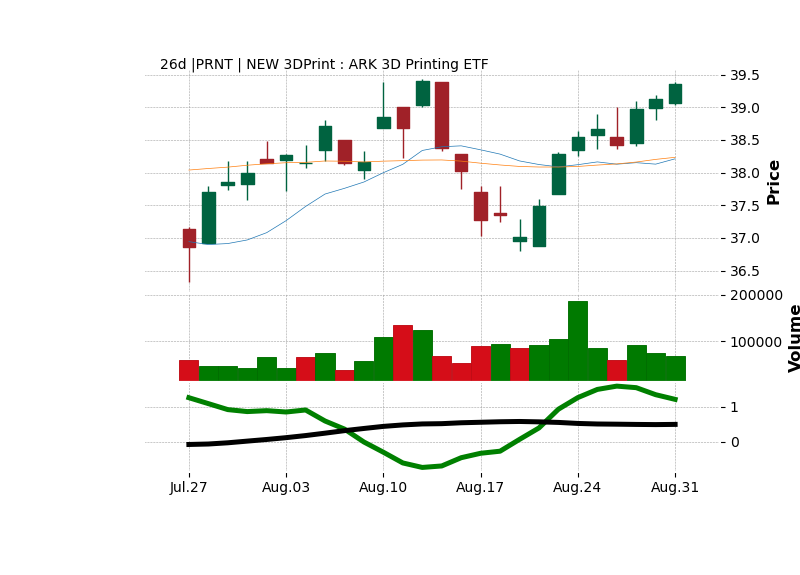 26d |PRNT | NEW 3DPrint : ARK 3D Printing ETF
39.5
39.0
38.5
38.0
37.5
37.0
36.5
Price
200000
100000
Volume
1
0
Jul.27 Aug.03 Aug.10 Aug.17 Aug.24 Aug.31